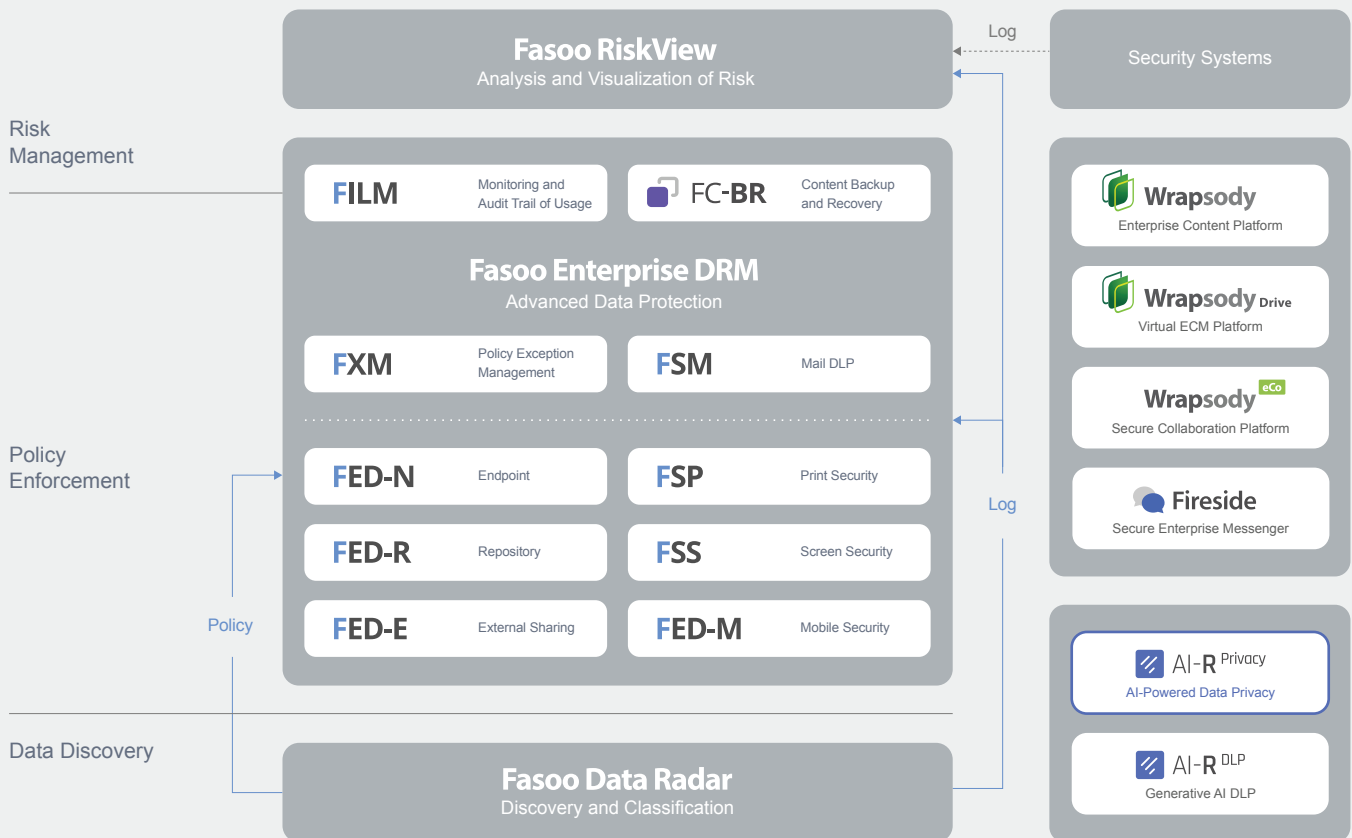 Fasoo RiskView
Analysis and Visualization of Risk
Log
Security Systems
Risk
Management
FILM
Monitoring and
Audit Trail of Usage
FC-BR
Content Backup
and Recovery
Fasoo Enterprise DRM
Advanced Data Protection
FXM
Policy Exception
Management
FSM
Mail DLP
Policy
Enforcement
FED-N
Endpoint
FSP
Print Security
FED-R
Repository
FSS
Screen Security
FED-E
External Sharing
FED-M
Mobile Security
Policy
Log
Data Discovery
Fasoo Data Radar
Discovery and Classification
Wrapsody
Enterprise Content Platform
Wrapsody Drive
Virtual ECM Platform
Wrapsody eCo
Secure Collaboration Platform
Fireside
Secure Enterprise Messenger
AI-R Privacy
AI-Powered Data Privacy
AI-R DLP
Generative AI DLP